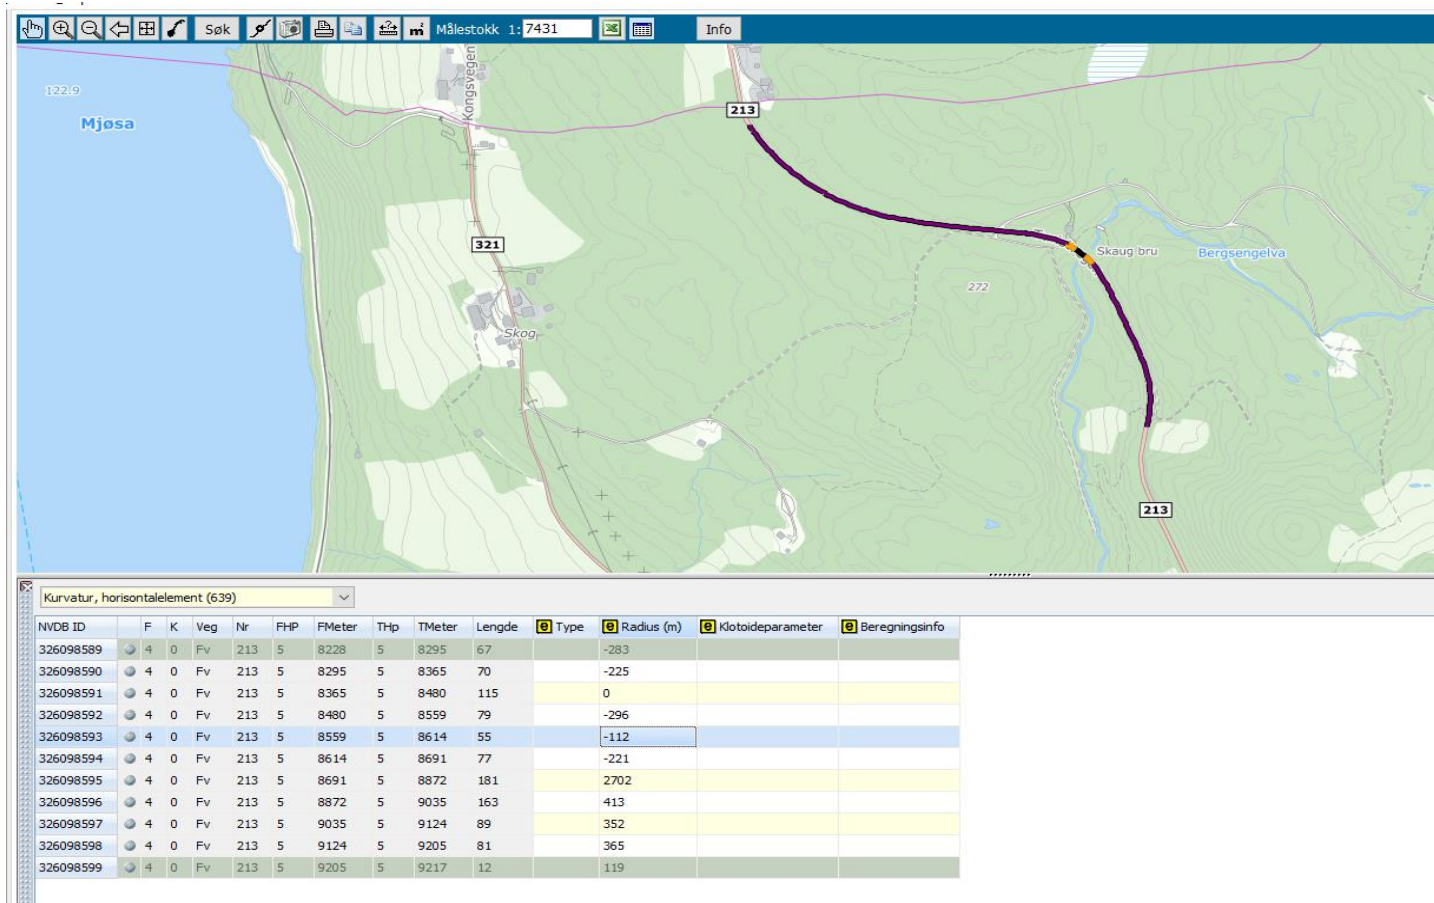 Søk Målestokk 1: 7431 Info
122.9
Mjøsa
Kongsvegen
213
321
Skaug bru
Bergsengelva
272
Skog
213
Kurvatur, horisontalelement (639)
NVDB ID F K Veg Nr FHP FMeter THp TMeter Lengde e Type e Radius (m) e Klotoideparameter e Beregningsinfo
326098589 4 0 Fv 213 5 8228 5 8295 67 -283
326098590 4 0 Fv 213 5 8295 5 8365 70 -225
326098591 4 0 Fv 213 5 8365 5 8480 115 0
326098592 4 0 Fv 213 5 8480 5 8559 79 -296
326098593 4 0 Fv 213 5 8559 5 8614 55 -112
326098594 4 0 Fv 213 5 8614 5 8691 77 -221
326098595 4 0 Fv 213 5 8691 5 8872 181 2702
326098596 4 0 Fv 213 5 8872 5 9035 163 413
326098597 4 0 Fv 213 5 9035 5 9124 89 352
326098598 4 0 Fv 213 5 9124 5 9205 81 365
326098599 4 0 Fv 213 5 9205 5 9217 12 119